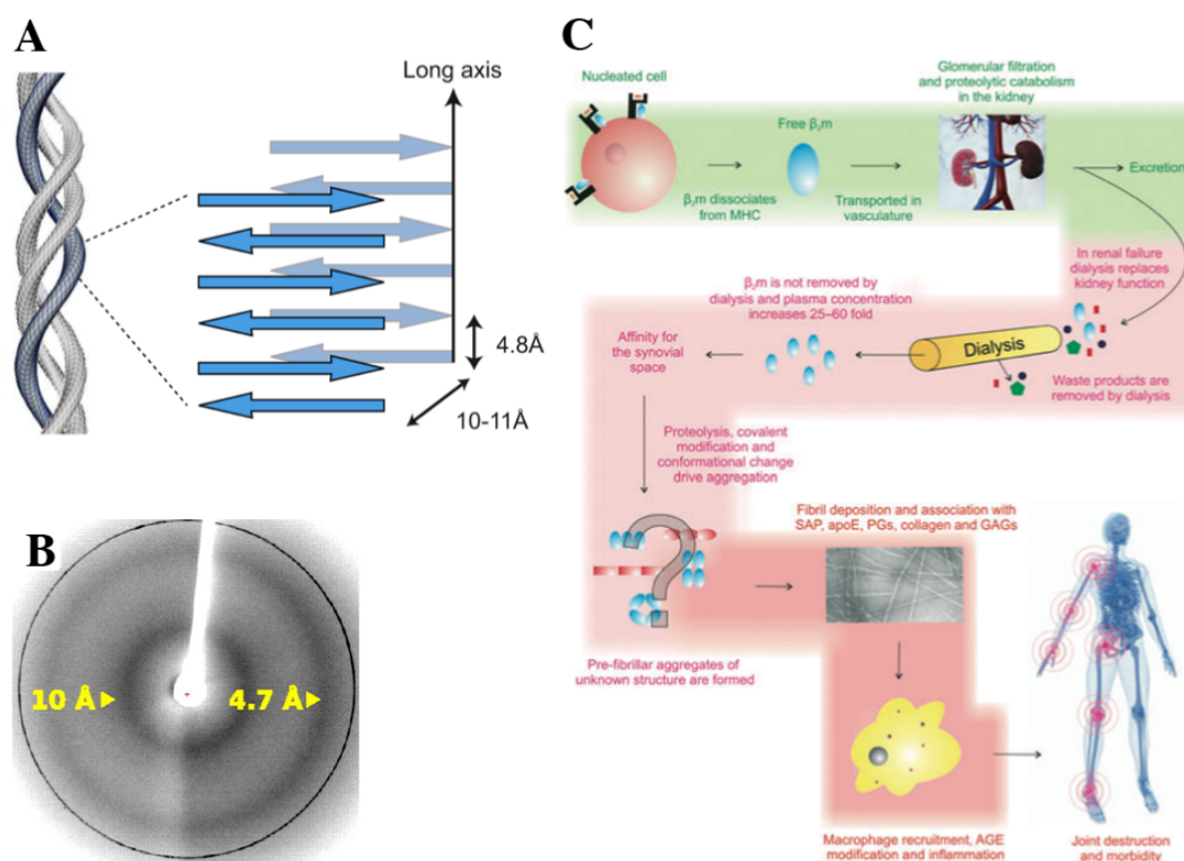 A
Long axis
4.8Å
10-11Å
B
10 Å
4.7 Å
C
Nucleated cell
Free β₂m
Glomerular filtration
and proteolytic catabolism
in the kidney
β₂m dissociates
from MHC
Transported in
vasculature
Excretion
In renal failure
dialysis replaces
kidney function
β₂m is not removed by
dialysis and plasma concentration
increases 25–60 fold
Affinity for
the synovial
space
Dialysis
Waste products are
removed by dialysis
Proteolysis, covalent
modification and
conformational change
drive aggregation
Fibril deposition and association with
SAP, apoE, PGs, collagen and GAGs
Pre-fibrillar aggregates of
unknown structure are formed
Macrophage recruitment, AGE
modification and inflammation
Joint destruction
and morbidity